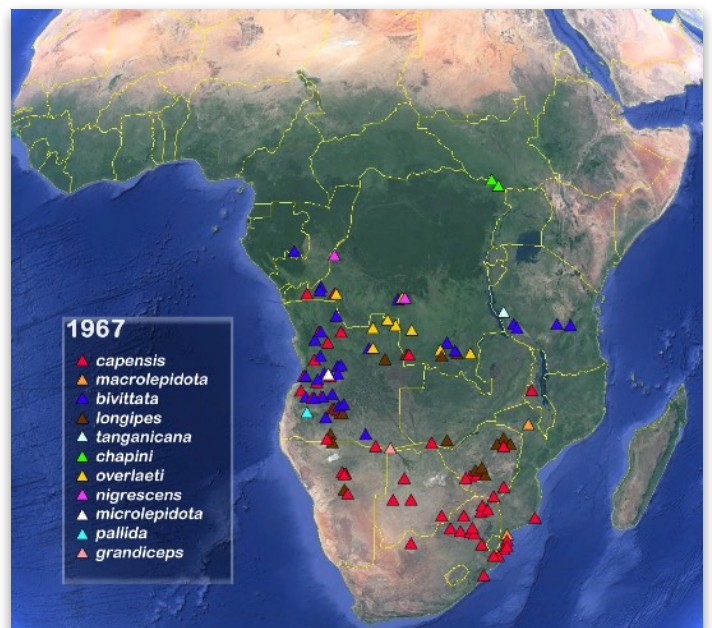 1967
capensis
macrolepidota
bivittata
longipes
tanganicana
chapini
overlaeti
nigrescens
microlepidota
pallida
grandiceps